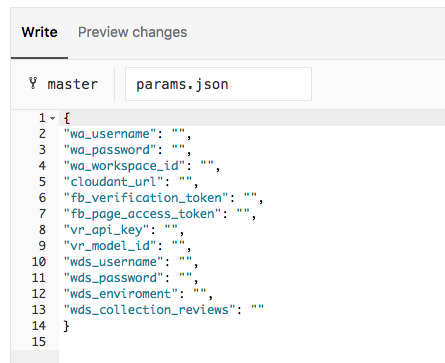 Write Preview changes
master params.json
1 {
2 "wa_username": "",
3 "wa_password": "",
4 "wa_workspace_id": "",
5 "cloudant_url": "",
6 "fb_verification_token": "",
7 "fb_page_access_token": "",
8 "vr_api_key": "",
9 "vr_model_id": "",
10 "wds_username": "",
11 "wds_password": "",
12 "wds_enviroment": "",
13 "wds_collection_reviews": ""
14 }
15